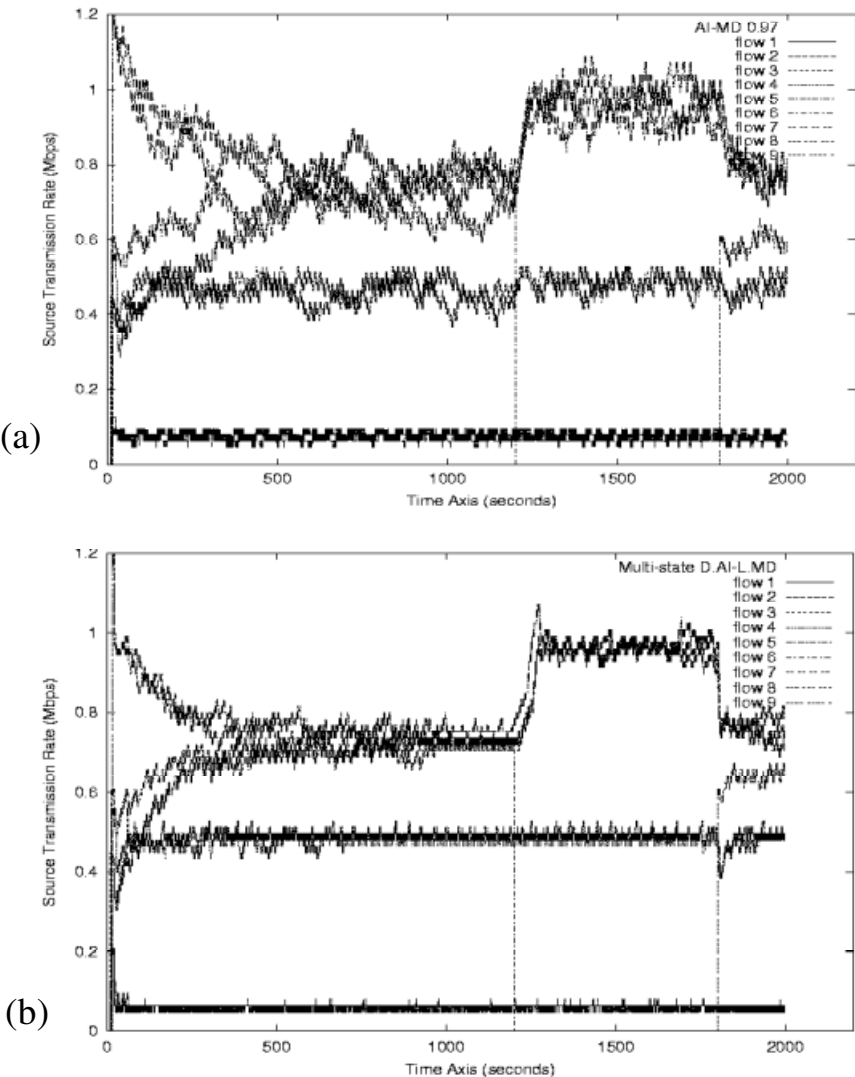 1.2
1
0.8
0.6
0.4
0.2
0
Source Transmission Rate (Mbps)
AI-MD 0.97
flow 1
flow 2
flow 3
flow 4
flow 5
flow 6
flow 7
flow 8
flow 9
(a)
0
500
1000
1500
2000
Time Axis (seconds)
1.2
1
0.8
0.6
0.4
0.2
0
Source Transmission Rate (Mbps)
Multi-state D.AI-L.MD
flow 1
flow 2
flow 3
flow 4
flow 5
flow 6
flow 7
flow 8
flow 9
(b)
0
500
1000
1500
2000
Time Axis (seconds)